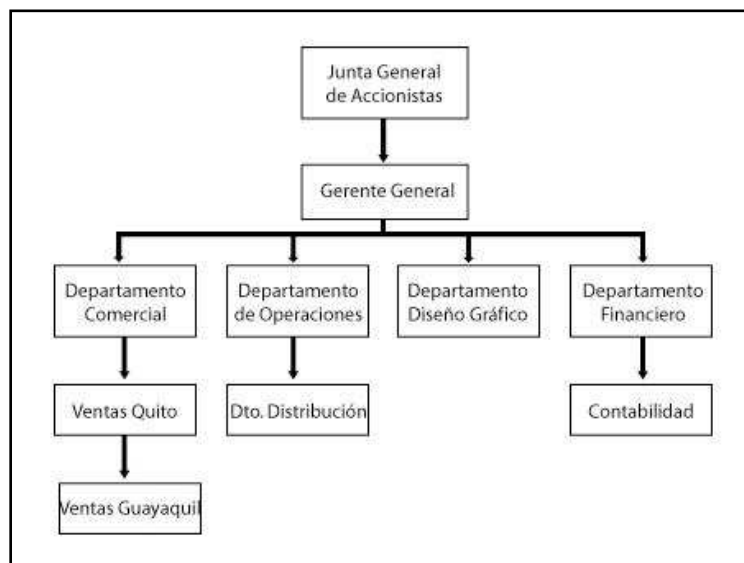 Junta General
de Accionistas
Gerente General
Departamento
Comercial
Departamento
de Operaciones
Departamento
Diseño Gráfico
Departamento
Financiero
Ventas Quito
Dto. Distribución
Contabilidad
Ventas Guayaquil